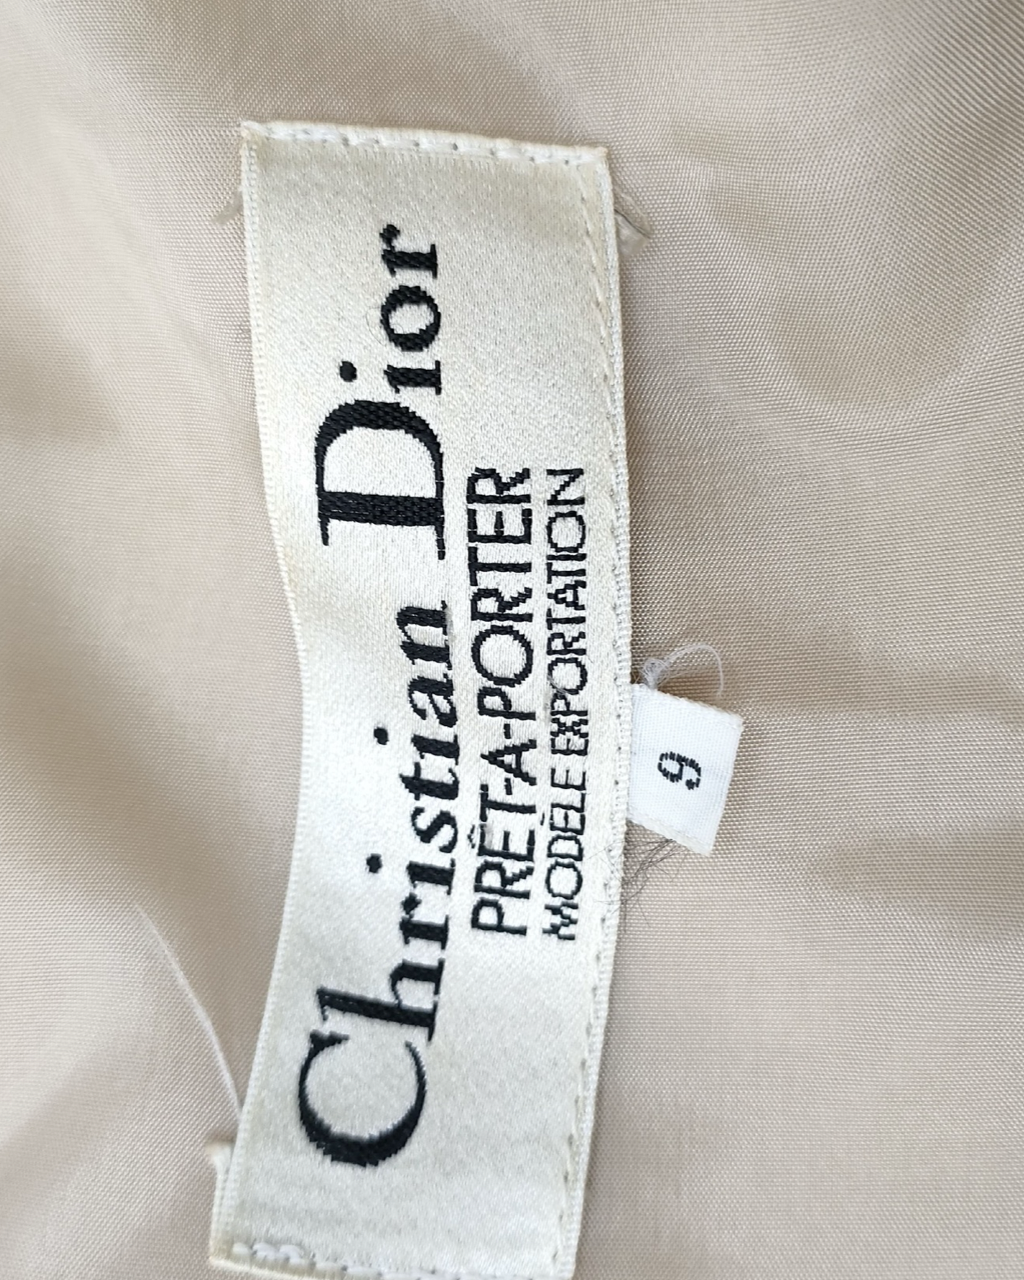 Christian Dior
PRÊT-A-PORTER
MODÈLE EXPORTATION
9